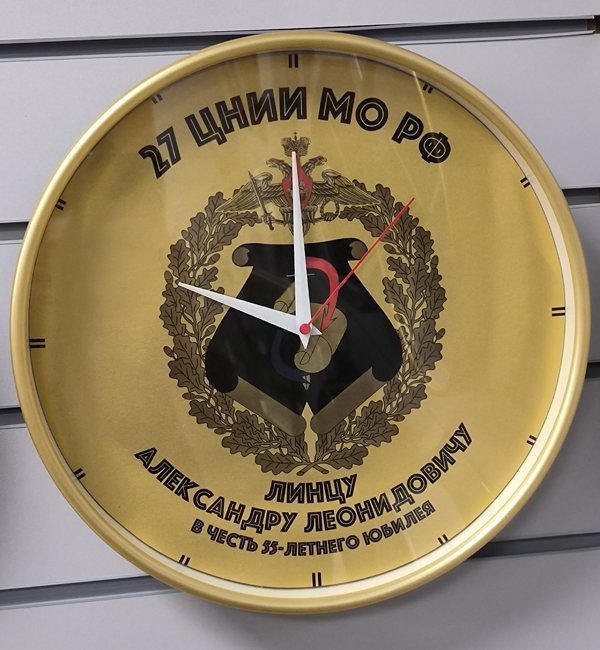 27 ЦНИИ МО РФ
ЛИНЦУ
АЛЕКСАНДРУ ЛЕОНИДОВИЧУ
В ЧЕСТЬ 55-ЛЕТНЕГО ЮБИЛЕЯ